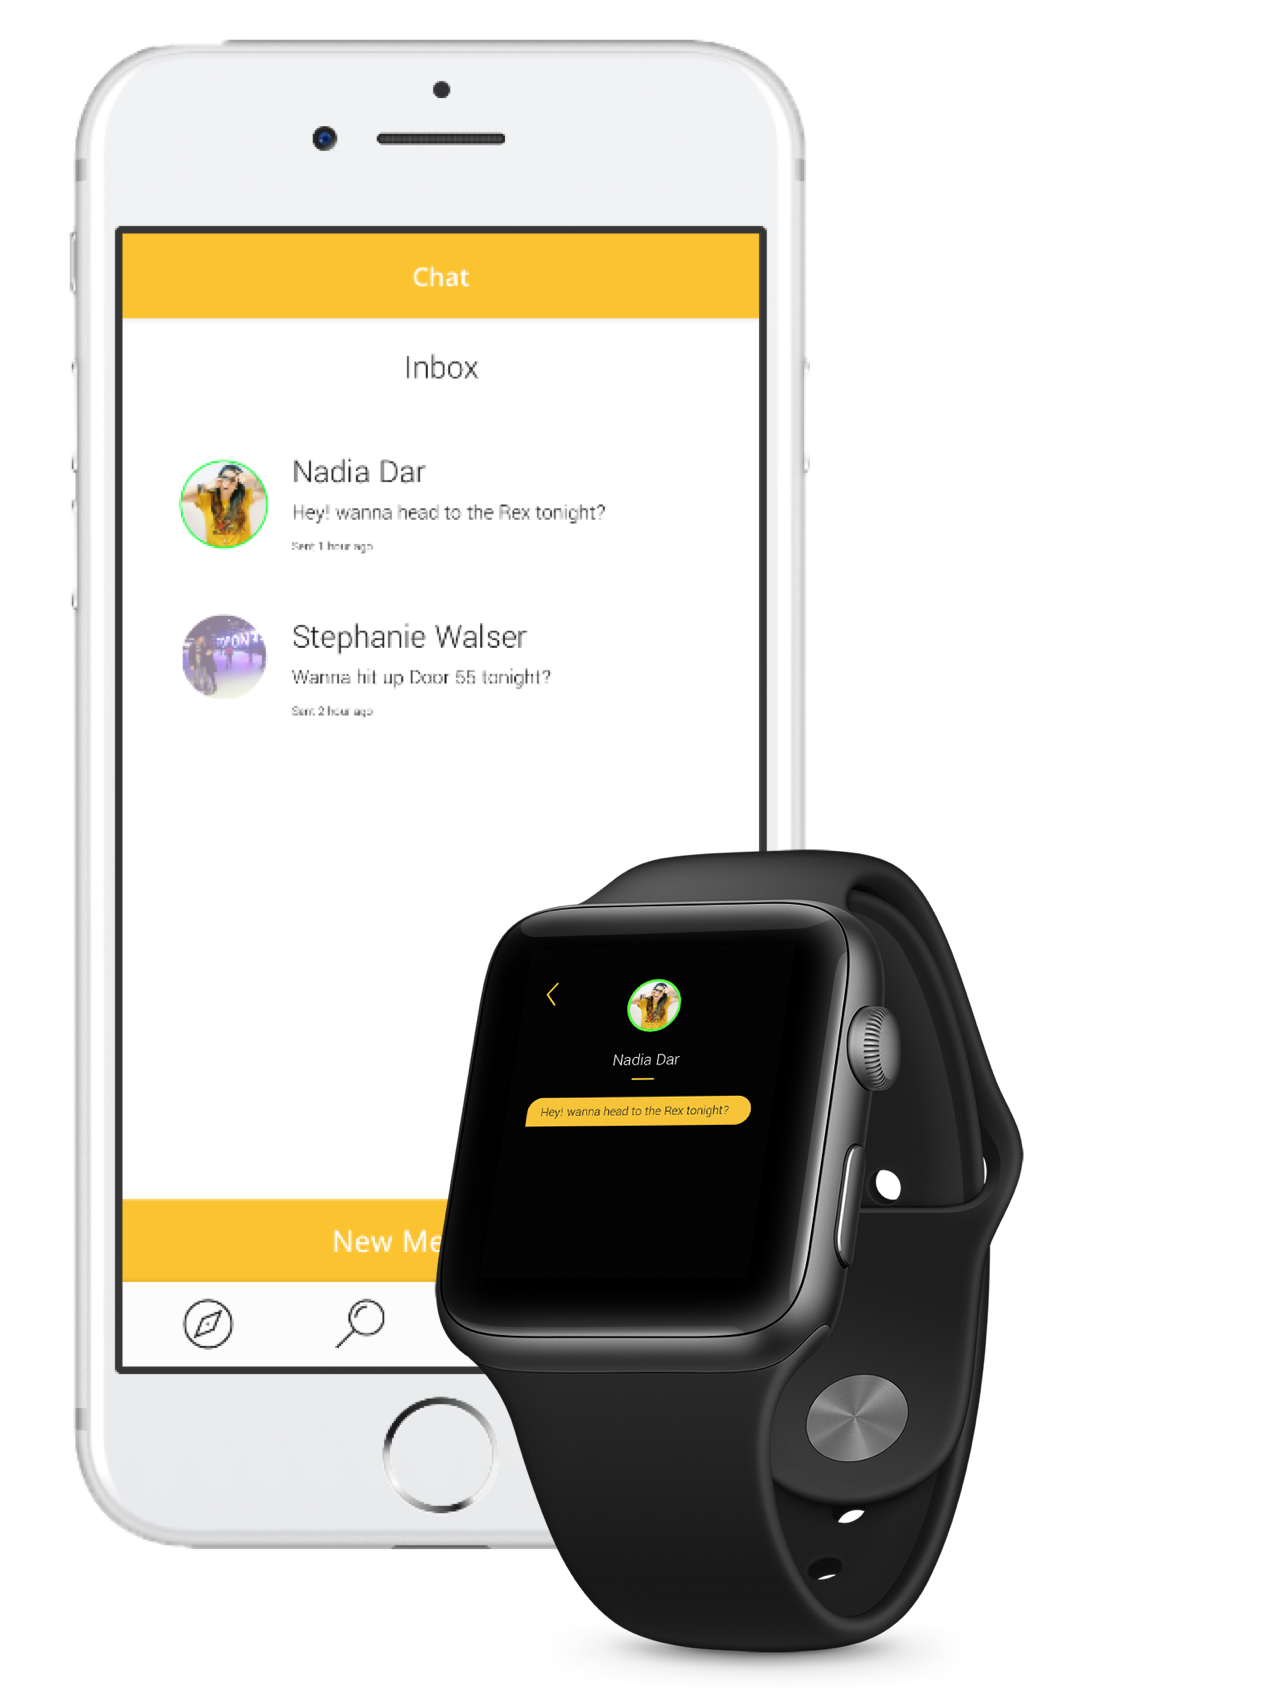 Chat
Inbox
Nadia Dar
Hey! wanna head to the Rex tonight?
Sent 1 hour ago
Stephanie Walser
Wanna hit up Door 55 tonight?
Sent 2 hour ago
New Me
Nadia Dar
Hey! wanna head to the Rex tonight?